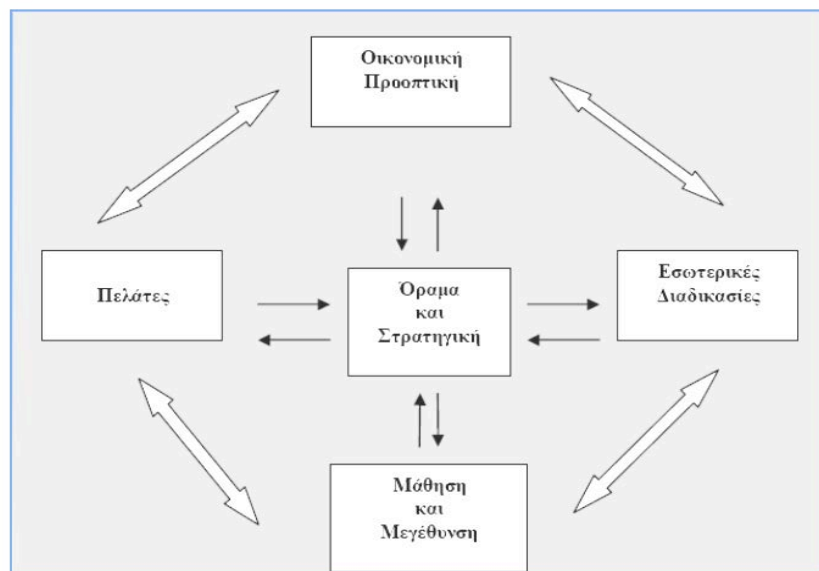 Οικονομική
Προοπτική
Πελάτες
Όραμα
και
Στρατηγική
Εσωτερικές
Διαδικασίες
Μάθηση
και
Μεγέθυνση